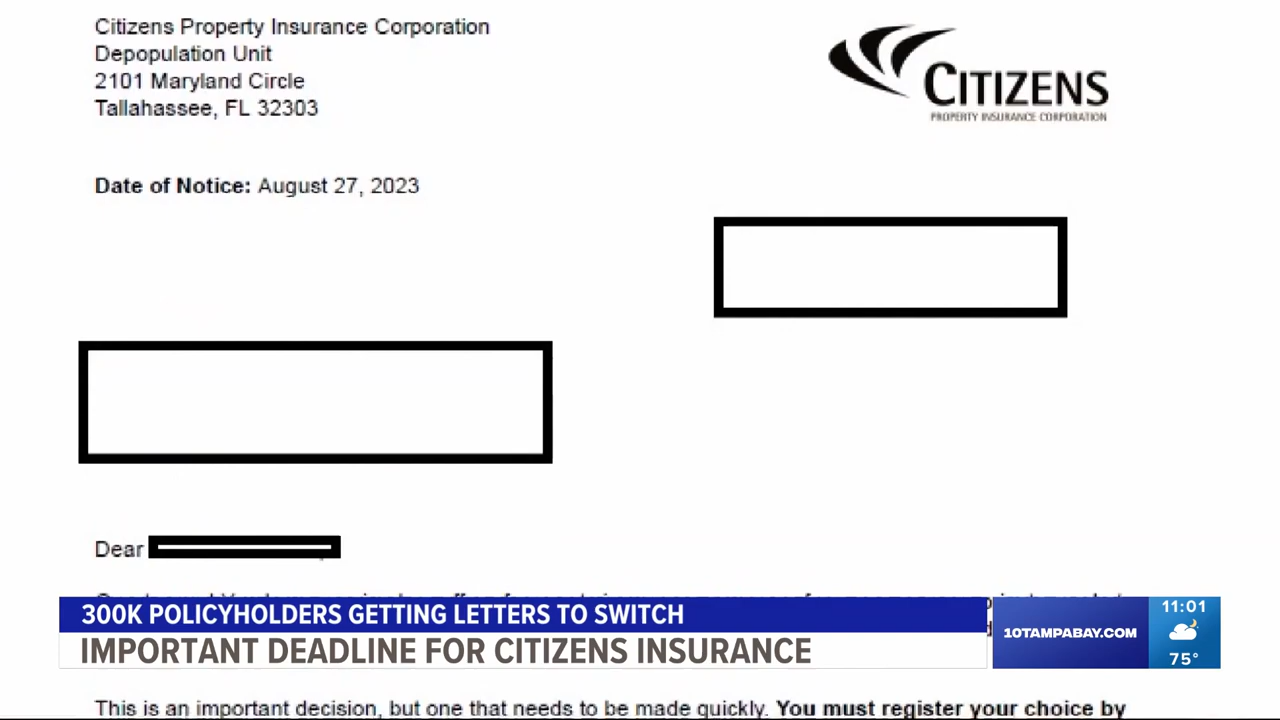 Citizens Property Insurance Corporation
Depopulation Unit
2101 Maryland Circle
Tallahassee, FL 32303
CITIZENS
PROPERTY INSURANCE CORPORATION
Date of Notice: August 27, 2023
Dear
300K POLICYHOLDERS GETTING LETTERS TO SWITCH
IMPORTANT DEADLINE FOR CITIZENS INSURANCE
10TAMPABAY.COM
11:01
75°
This is an important decision, but one that needs to be made quickly. You must register your choice by